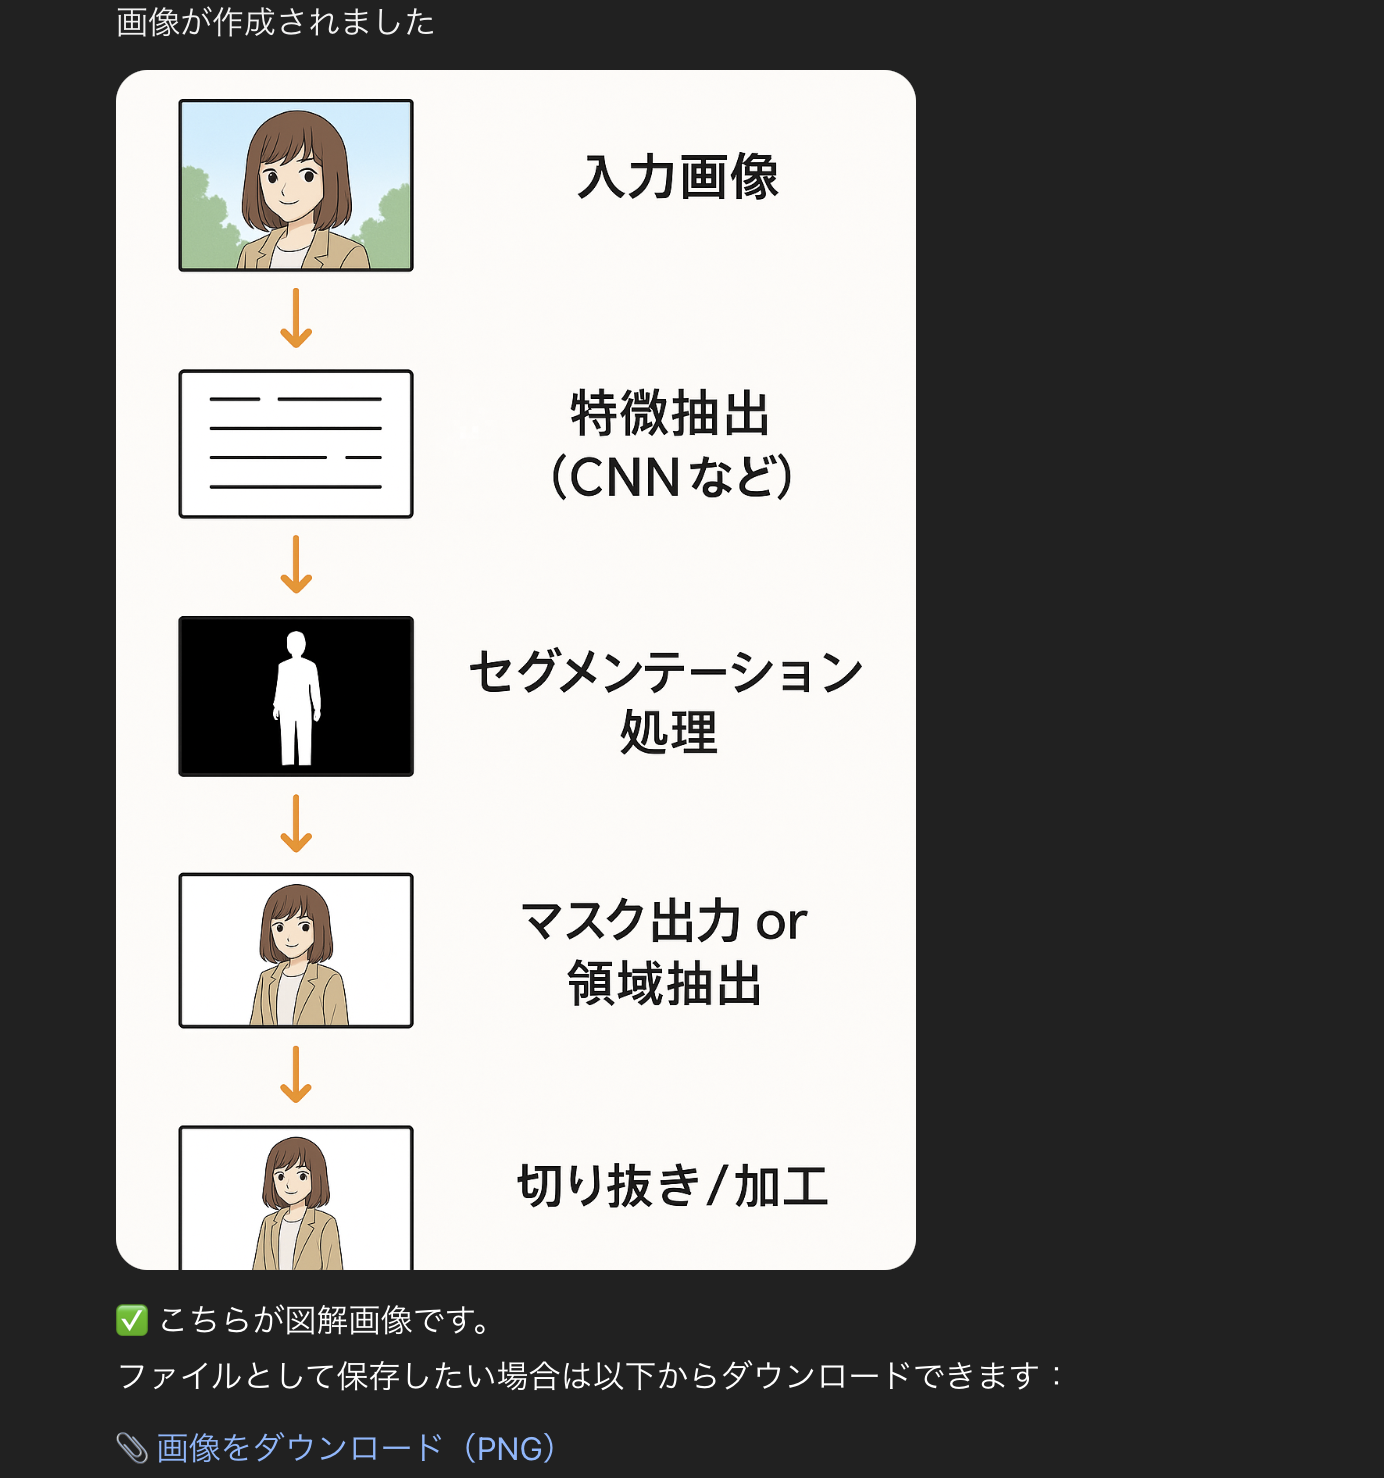 画像が作成されました
入力画像
特微抽出
(CNNなど)
セグメンテーション
処理
マスク出力 or
領域抽出
切り抜き/加工
✅ こちらが図解画像です。
ファイルとして保存したい場合は以下からダウンロードできます：
📎 画像をダウンロード（PNG）